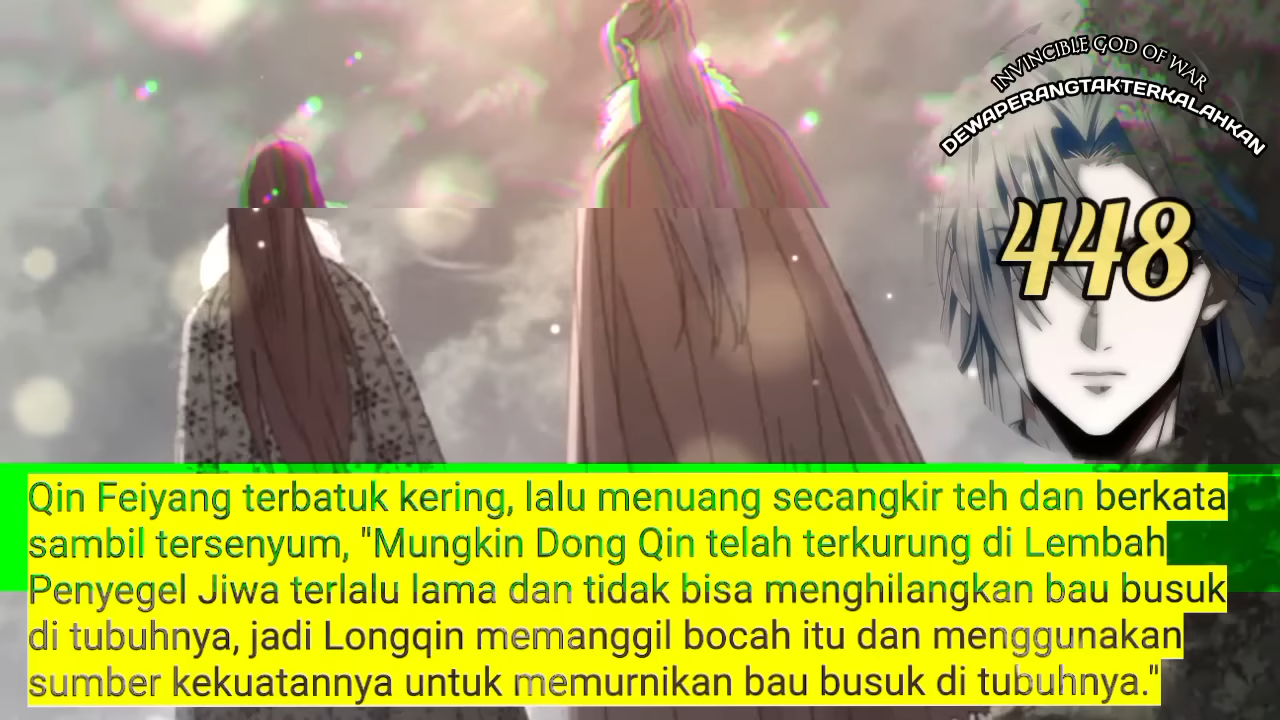 INVINCIBLE GOD OF WAR
DEWAPERANGTAKTERKALAHKAN
448
Qin Feiyang terbatuk kering, lalu menuang secangkir teh dan berkata
sambil tersenyum, "Mungkin Dong Qin telah terkurung di Lembah
Penyegel Jiwa terlalu lama dan tidak bisa menghilangkan bau busuk
di tubuhnya, jadi Longqin memanggil bocah itu dan menggunakan
sumber kekuatannya untuk memurnikan bau busuk di tubuhnya."